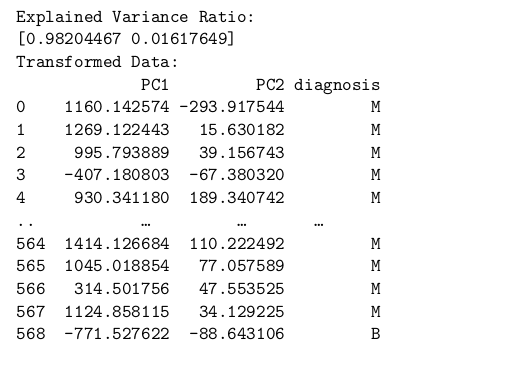 Explained Variance Ratio:
[0.98204467 0.01617649]
Transformed Data:
PC1 PC2 diagnosis
0 1160.142574 -293.917544 M
1 1269.122443 15.630182 M
2 995.793889 39.156743 M
3 -407.180803 -67.380320 M
4 930.341180 189.340742 M
.. … … …
564 1414.126684 110.222492 M
565 1045.018854 77.057589 M
566 314.501756 47.553525 M
567 1124.858115 34.129225 M
568 -771.527622 -88.643106 B